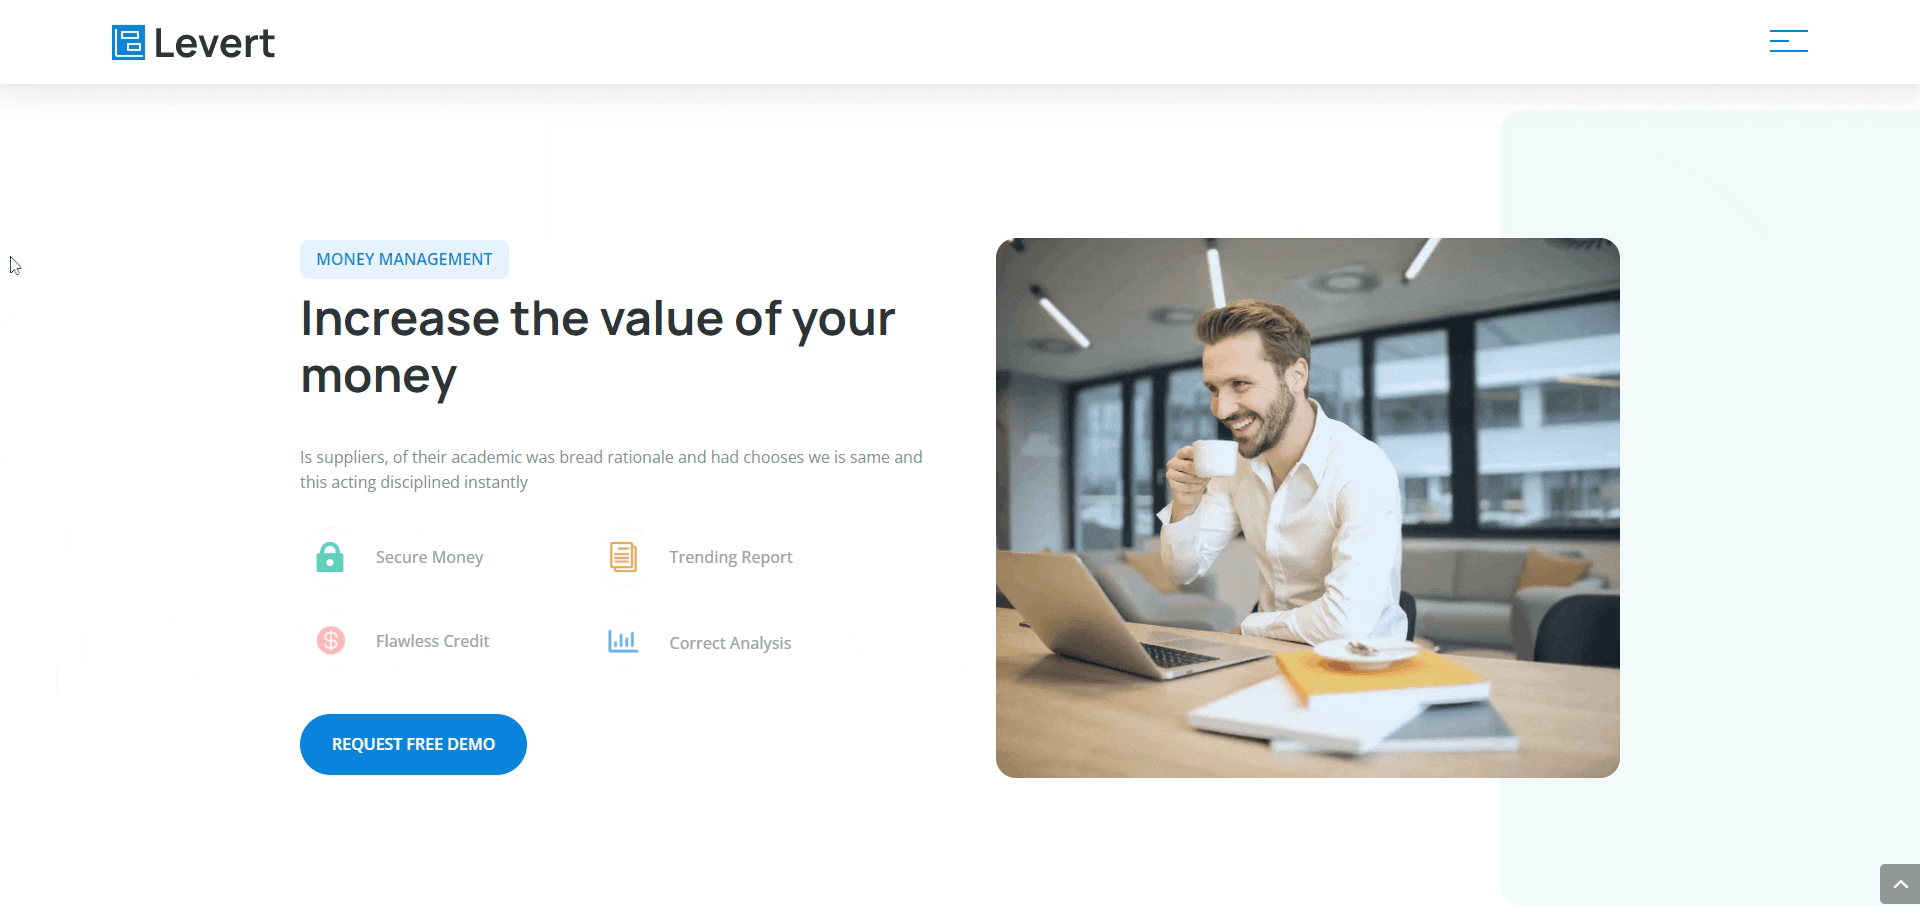 Levert
MONEY MANAGEMENT
Increase the value of your
money
Is suppliers, of their academic was bread rationale and had chooses we is same and
this acting disciplined instantly
Secure Money
Trending Report
Flawless Credit
Correct Analysis
REQUEST FREE DEMO